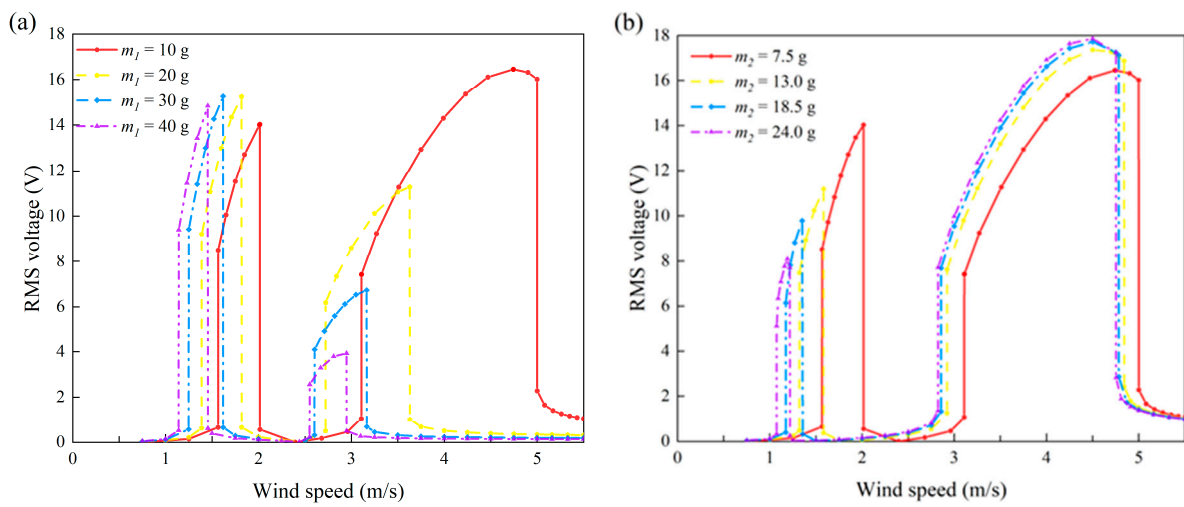 (a)
18
16
14
12
10
8
6
4
2
0
RMS voltage (V)
m₁ = 10 g
m₁ = 20 g
m₁ = 30 g
m₁ = 40 g
0 1 2 3 4 5
Wind speed (m/s)
(b)
18
16
14
12
10
8
6
4
2
0
RMS voltage (V)
m₂ = 7.5 g
m₂ = 13.0 g
m₂ = 18.5 g
m₂ = 24.0 g
0 1 2 3 4 5
Wind speed (m/s)